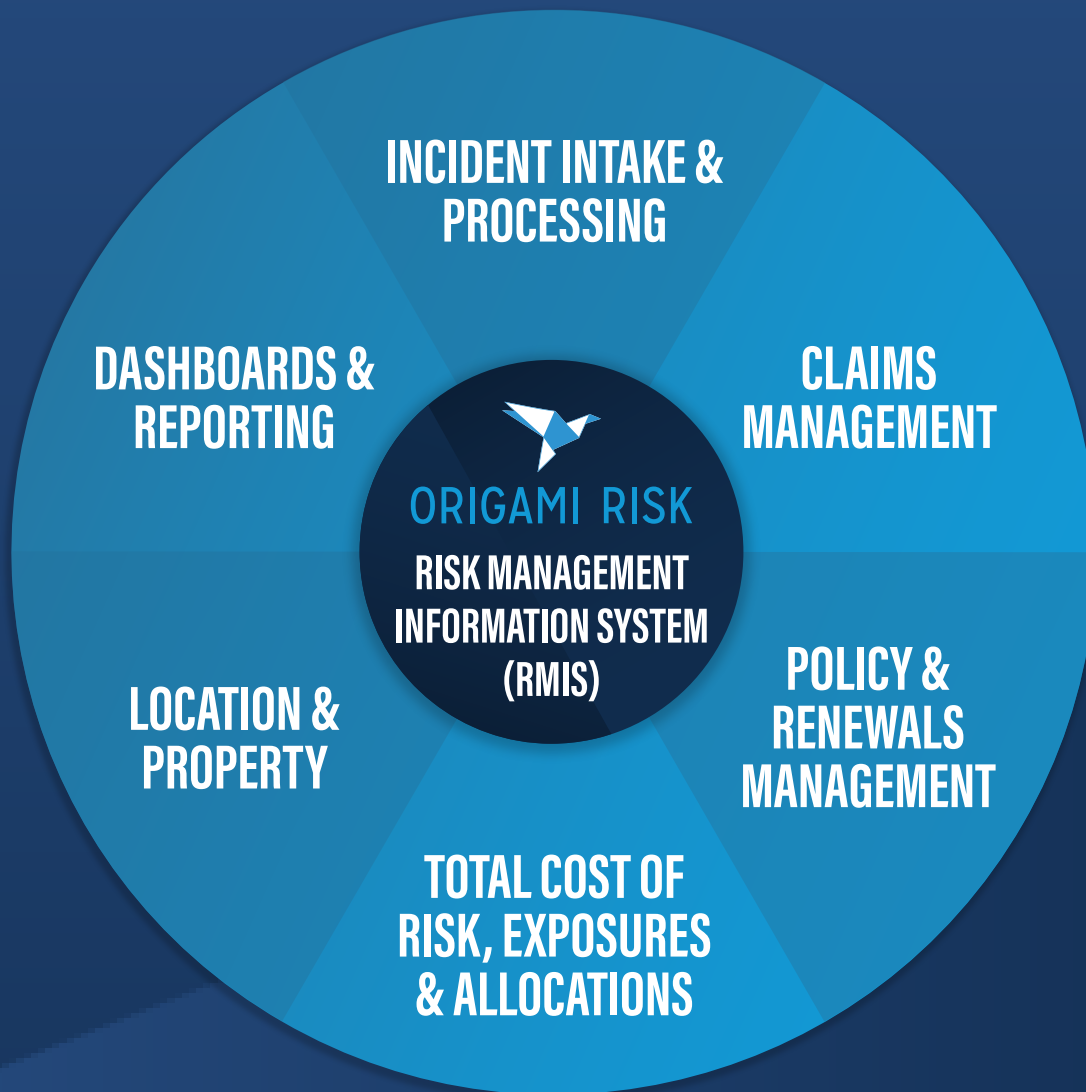 INCIDENT INTAKE &
PROCESSING
DASHBOARDS &
REPORTING
CLAIMS
MANAGEMENT
ORIGAMI RISK
RISK MANAGEMENT
INFORMATION SYSTEM
(RMIS)
LOCATION &
PROPERTY
POLICY &
RENEWALS
MANAGEMENT
TOTAL COST OF
RISK, EXPOSURES
& ALLOCATIONS